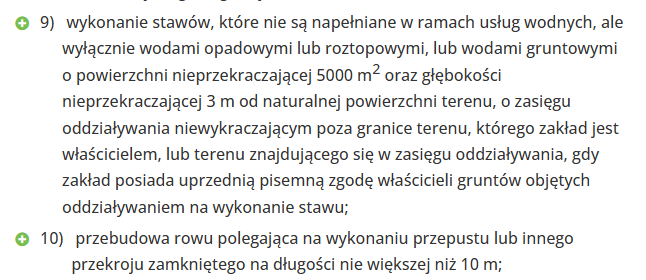 9) wykonanie stawów, które nie są napełniane w ramach usług wodnych, ale
wyłącznie wodami opadowymi lub roztopowymi, lub wodami gruntowymi
o powierzchni nieprzekraczającej 5000 m² oraz głębokości
nieprzekraczającej 3 m od naturalnej powierzchni terenu, o zasięgu
oddziaływania niewykraczającym poza granice terenu, którego zakład jest
właścicielem, lub terenu znajdującego się w zasięgu oddziaływania, gdy
zakład posiada uprzednią pisemną zgodę właścicieli gruntów objętych
oddziaływaniem na wykonanie stawu;
10) przebudowa rowu polegająca na wykonaniu przepustu lub innego
przekroju zamkniętego na długości nie większej niż 10 m;